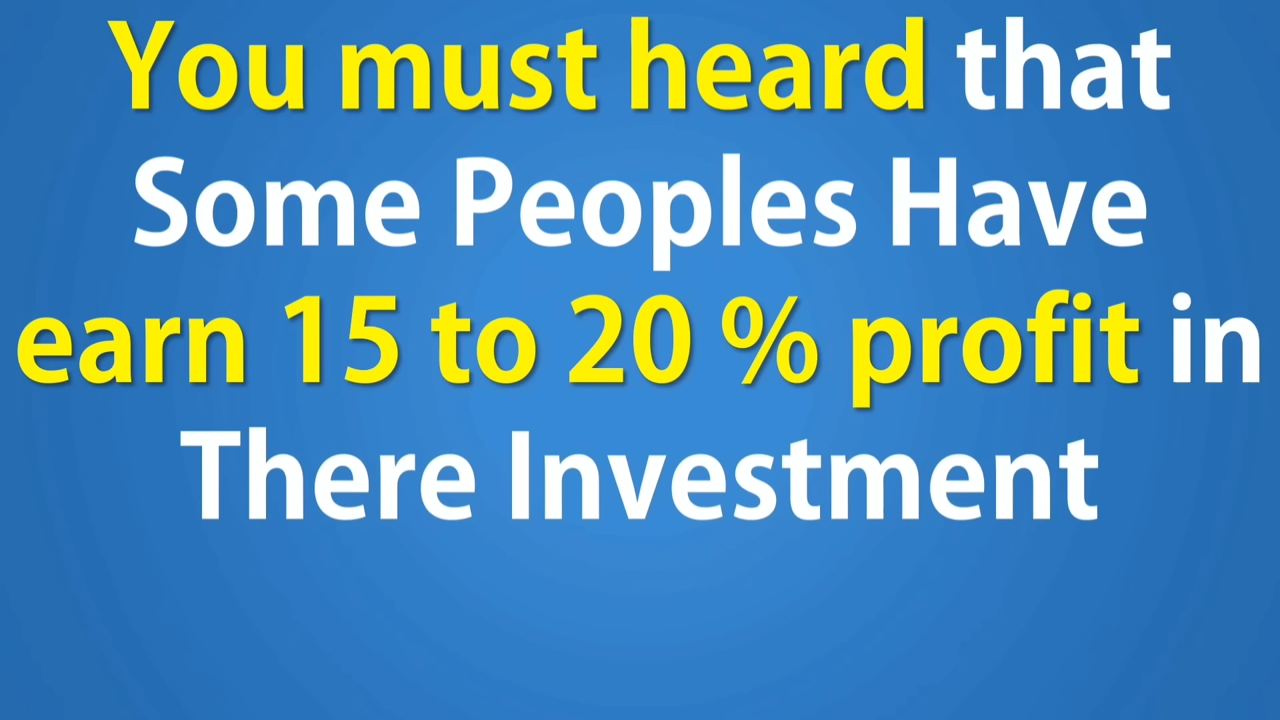 You must heard that
Some Peoples Have
earn 15 to 20 % profit in
There Investment